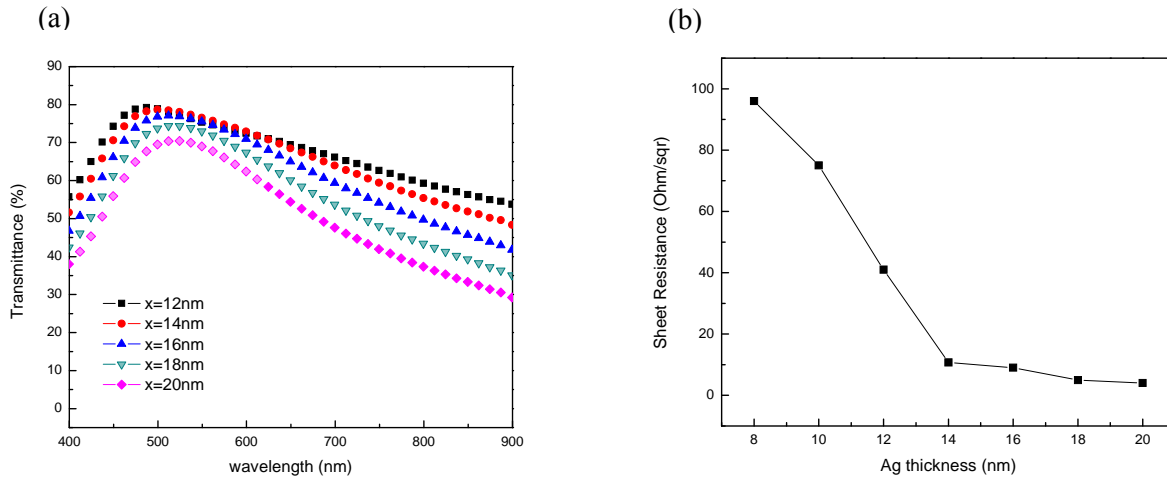 (a)
90
80
70
60
50
40
30
20
10
0
Transmittance (%)
x=12nm
x=14nm
x=16nm
x=18nm
x=20nm
400 500 600 700 800 900
wavelength (nm)
(b)
100
80
60
40
20
0
Sheet Resistance (Ohm/sqr)
8 10 12 14 16 18 20
Ag thickness (nm)